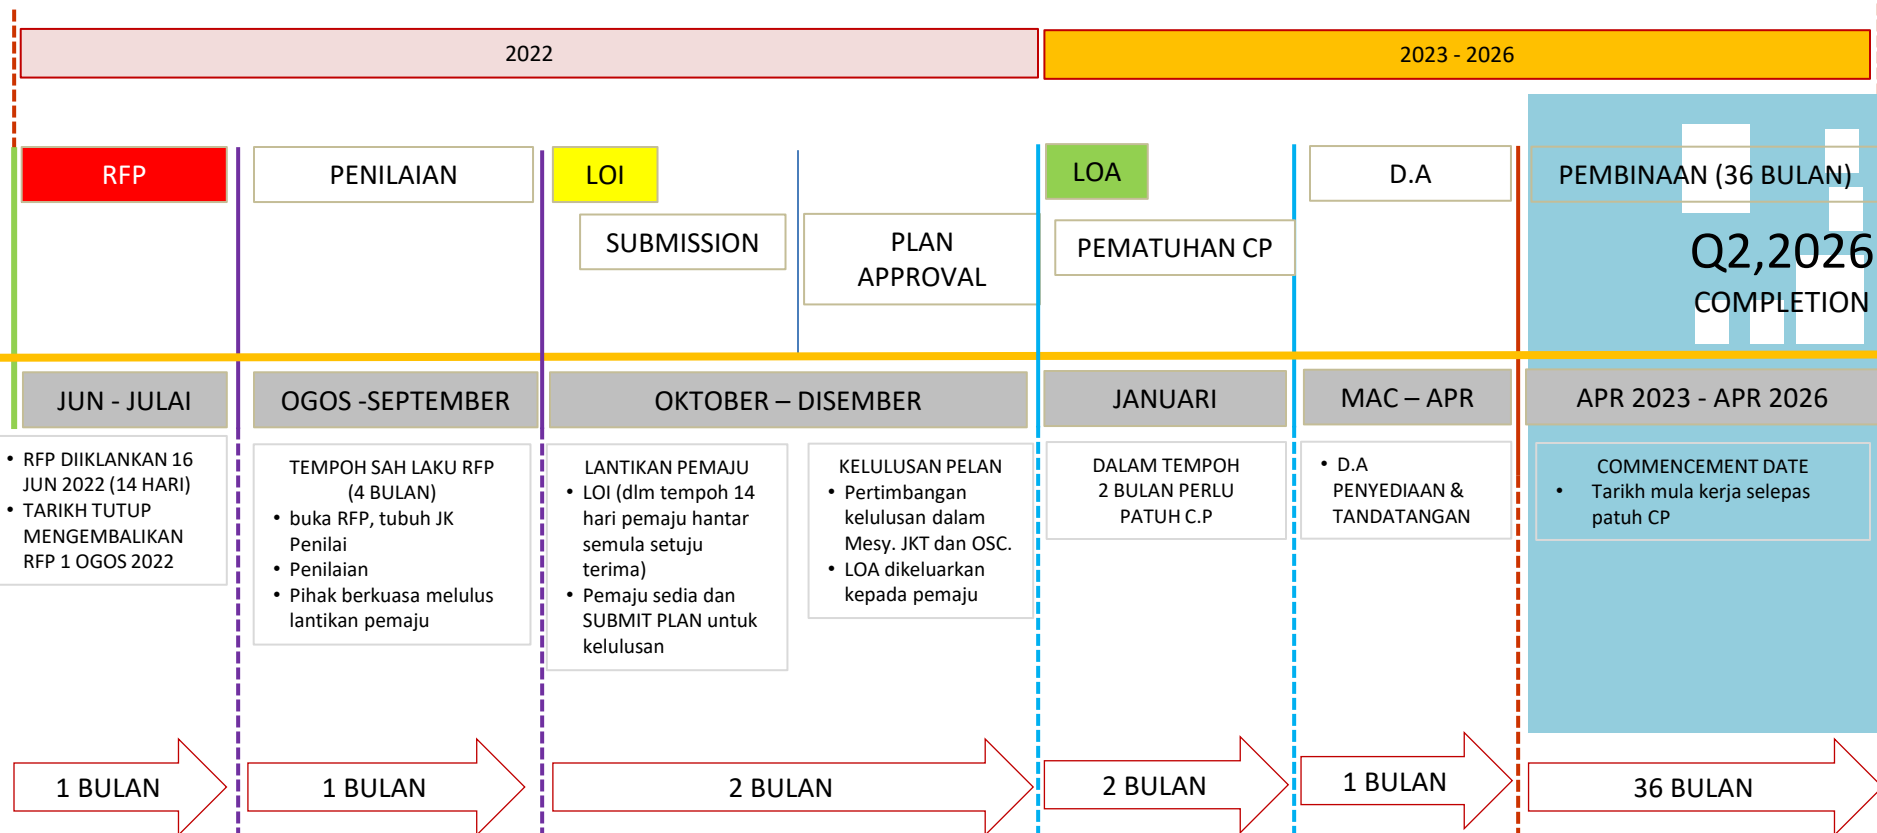 2022
2023 - 2026
RFP
PENILAIAN
LOI
SUBMISSION
PLAN
APPROVAL
LOA
PEMATUHAN CP
D.A
PEMBINAAN (36 BULAN)
Q2,2026
COMPLETION
JUN - JULAI
OGOS -SEPTEMBER
OKTOBER – DISEMBER
JANUARI
MAC – APR
APR 2023 - APR 2026
• RFP DIIKLANKAN 16
JUN 2022 (14 HARI)
• TARIKH TUTUP
MENGEMBALIKAN
RFP 1 OGOS 2022
TEMPOH SAH LAKU RFP
(4 BULAN)
• buka RFP, tubuh JK
Penilai
• Penilaian
• Pihak berkuasa melulus
lantikan pemaju
LANTIKAN PEMAJU
• LOI (dlm tempoh 14
hari pemaju hantar
semula setuju
terima)
• Pemaju sedia dan
SUBMIT PLAN untuk
kelulusan
KELULUSAN PELAN
• Pertimbangan
kelulusan dalam
Mesy. JKT dan OSC.
• LOA dikeluarkan
kepada pemaju
DALAM TEMPOH
2 BULAN PERLU
PATUH C.P
• D.A
PENYEDIAAN &
TANDATANGAN
COMMENCEMENT DATE
• Tarikh mula kerja selepas
patuh CP
1 BULAN
1 BULAN
2 BULAN
2 BULAN
1 BULAN
36 BULAN